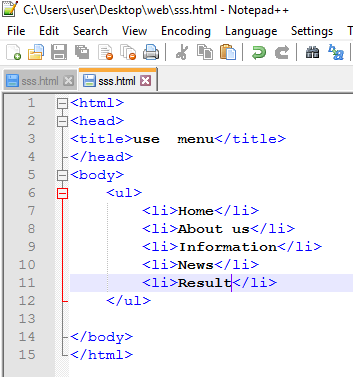 C:\Users\user\Desktop\web\sss.html - Notepad++
File Edit Search View Encoding Language
sss.html sss.html
1 <html>
2 <head>
3 <title>use  menu</title>
4 </head>
5 <body>
6 <ul>
7 <li>Home</li>
8 <li>About us</li>
9 <li>Information</li>
10 <li>News</li>
11 <li>Result</li>
12 </ul>
13
14 </body>
15 </html>